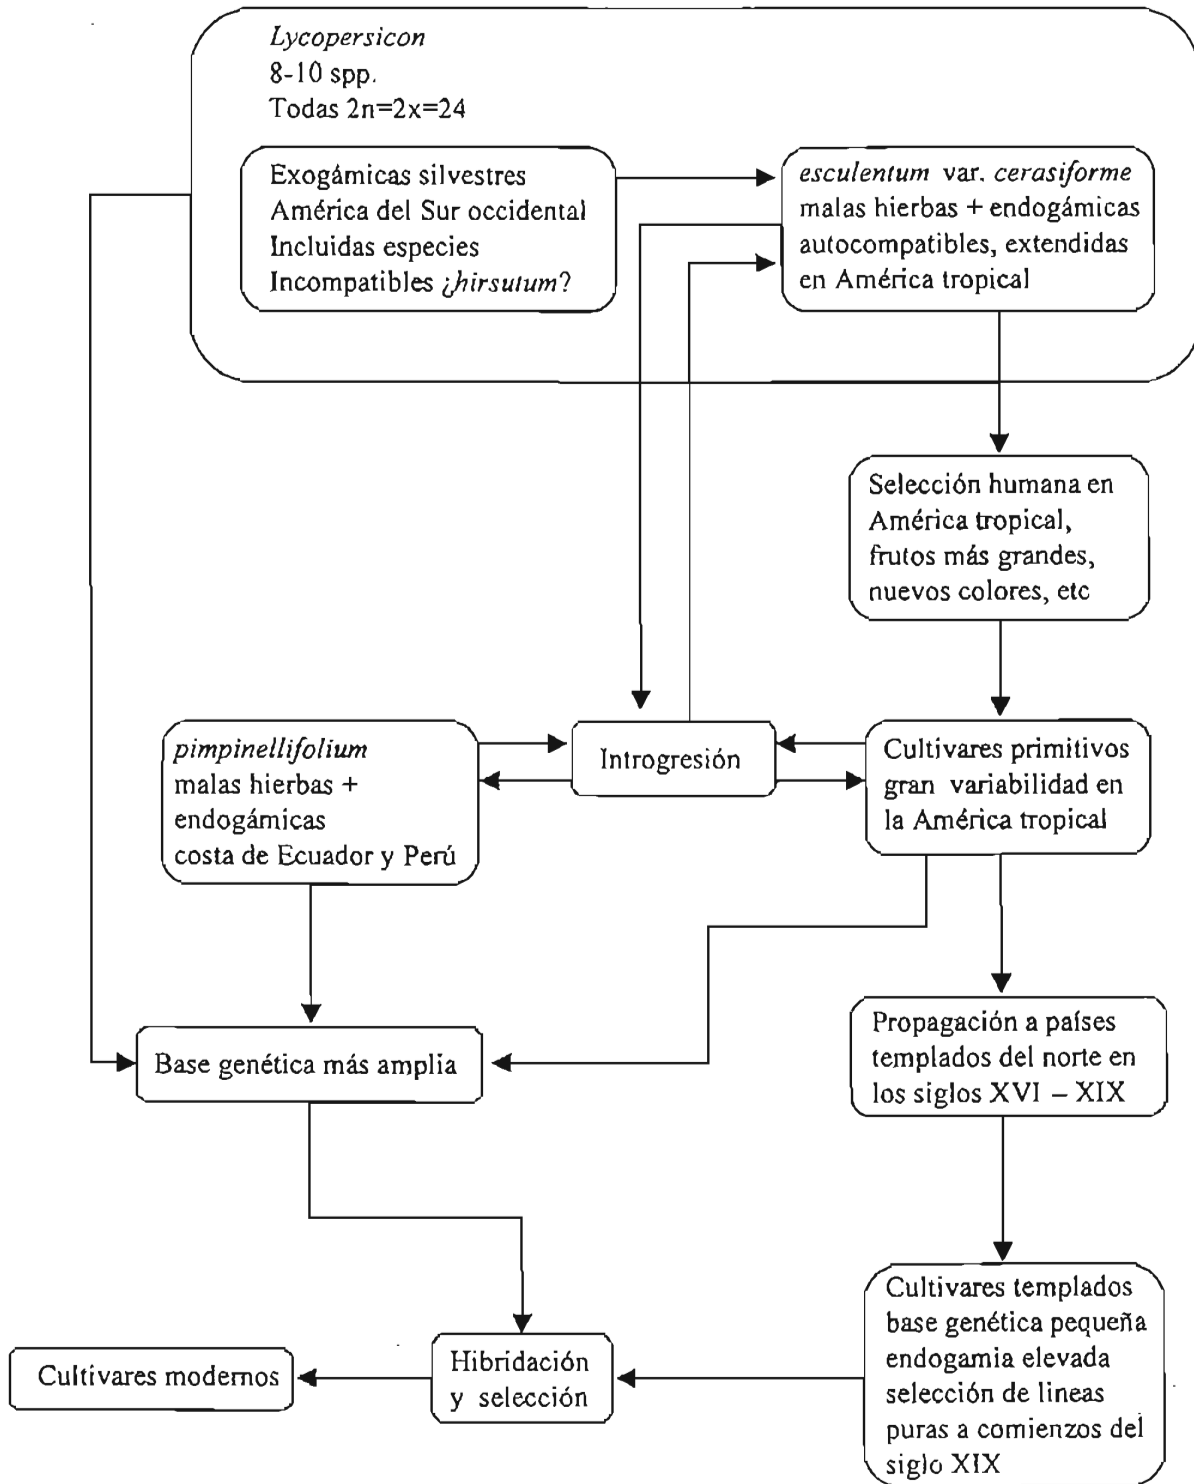 Lycopersicon
8-10 spp.
Todas 2n=2x=24
Exogámicas silvestres
América del Sur occidental
Incluidas especies
Incompatibles ¿hirsutum?
esculentum var. cerasiforme
malas hierbas + endogámicas
autocompatibles, extendidas
en América tropical
Selección humana en
América tropical,
frutos más grandes,
nuevos colores, etc
pimpinellifolium
malas hierbas +
endogámicas
costa de Ecuador y Perú
Introgresión
Cultivares primitivos
gran variabilidad en
la América tropical
Base genética más amplia
Propagación a países
templados del norte en
los siglos XVI – XIX
Cultivares modernos
Hibridación
y selección
Cultivares templados
base genética pequeña
endogamia elevada
selección de lineas
puras a comienzos del
siglo XIX